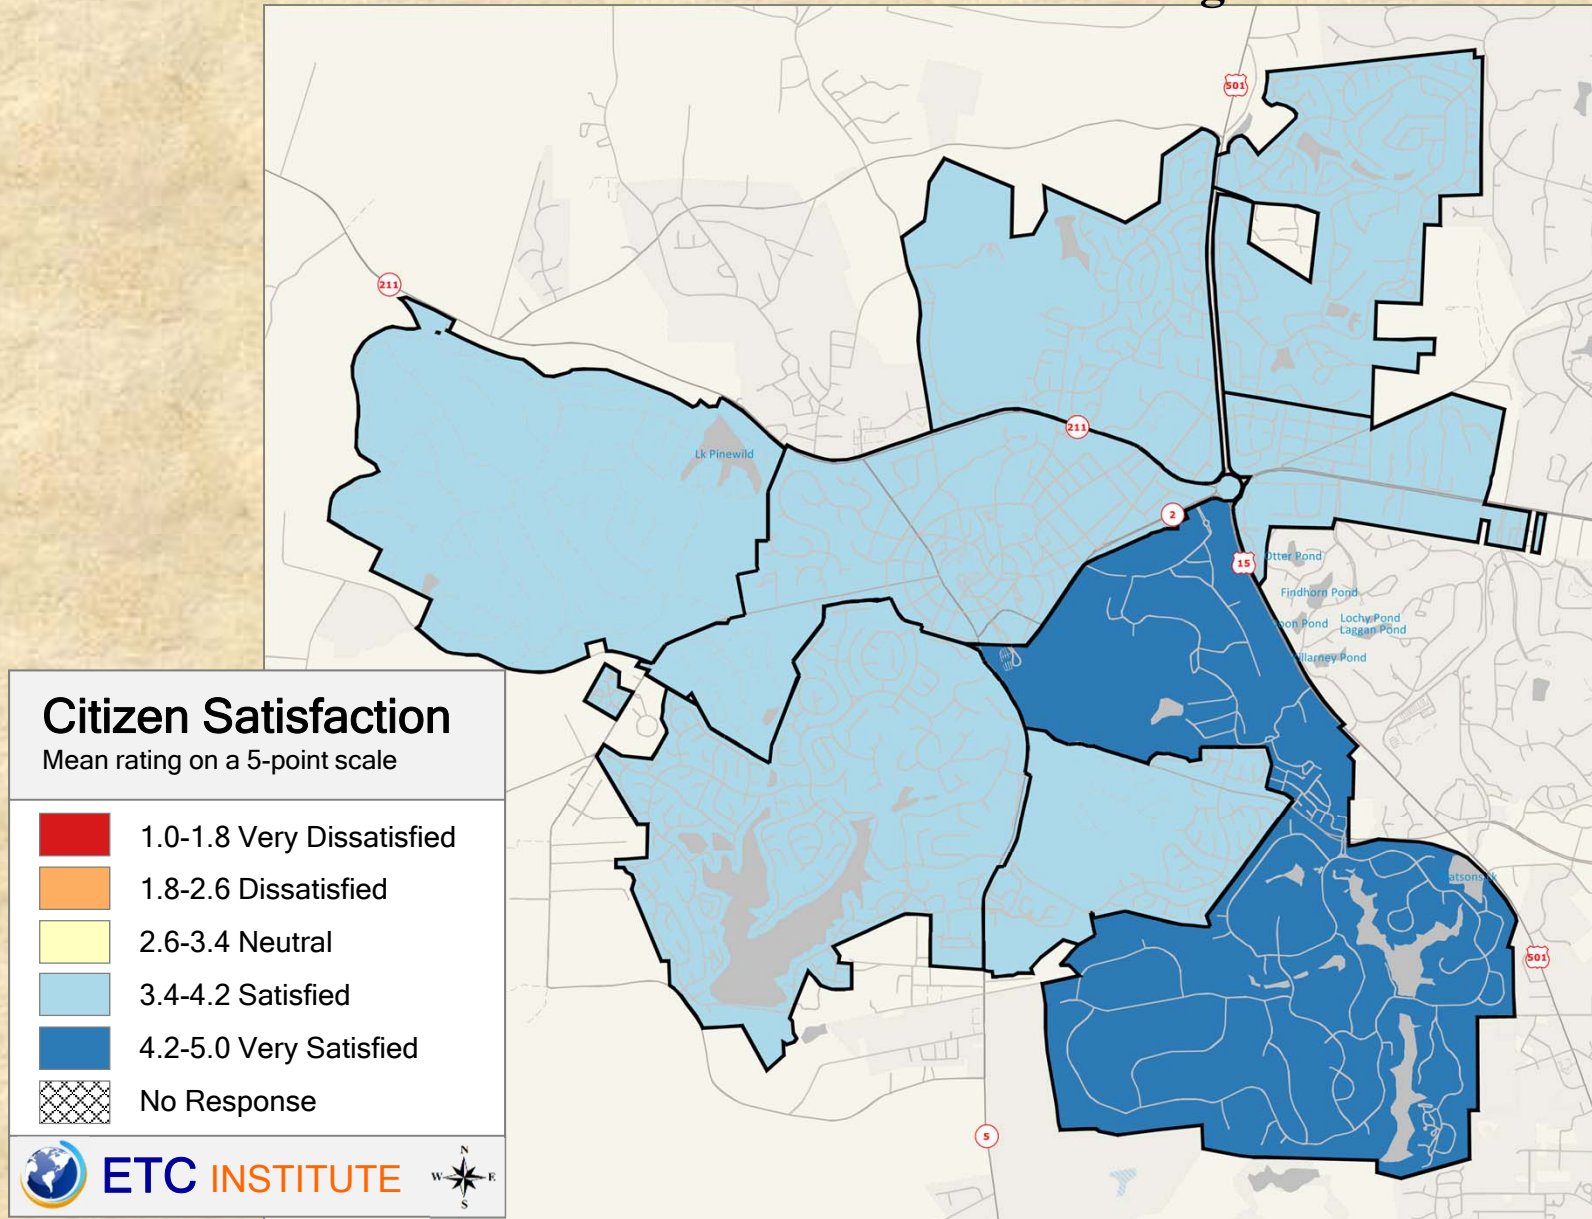 501
211
211
Lk Pinewild
2
15
Otter Pond
Findhorn Pond
Lochy Pond
Laggan Pond
Pond
Pond
501
5
Citizen Satisfaction
Mean rating on a 5-point scale
1.0-1.8 Very Dissatisfied
1.8-2.6 Dissatisfied
2.6-3.4 Neutral
3.4-4.2 Satisfied
4.2-5.0 Very Satisfied
No Response
ETC INSTITUTE
N
W E
S